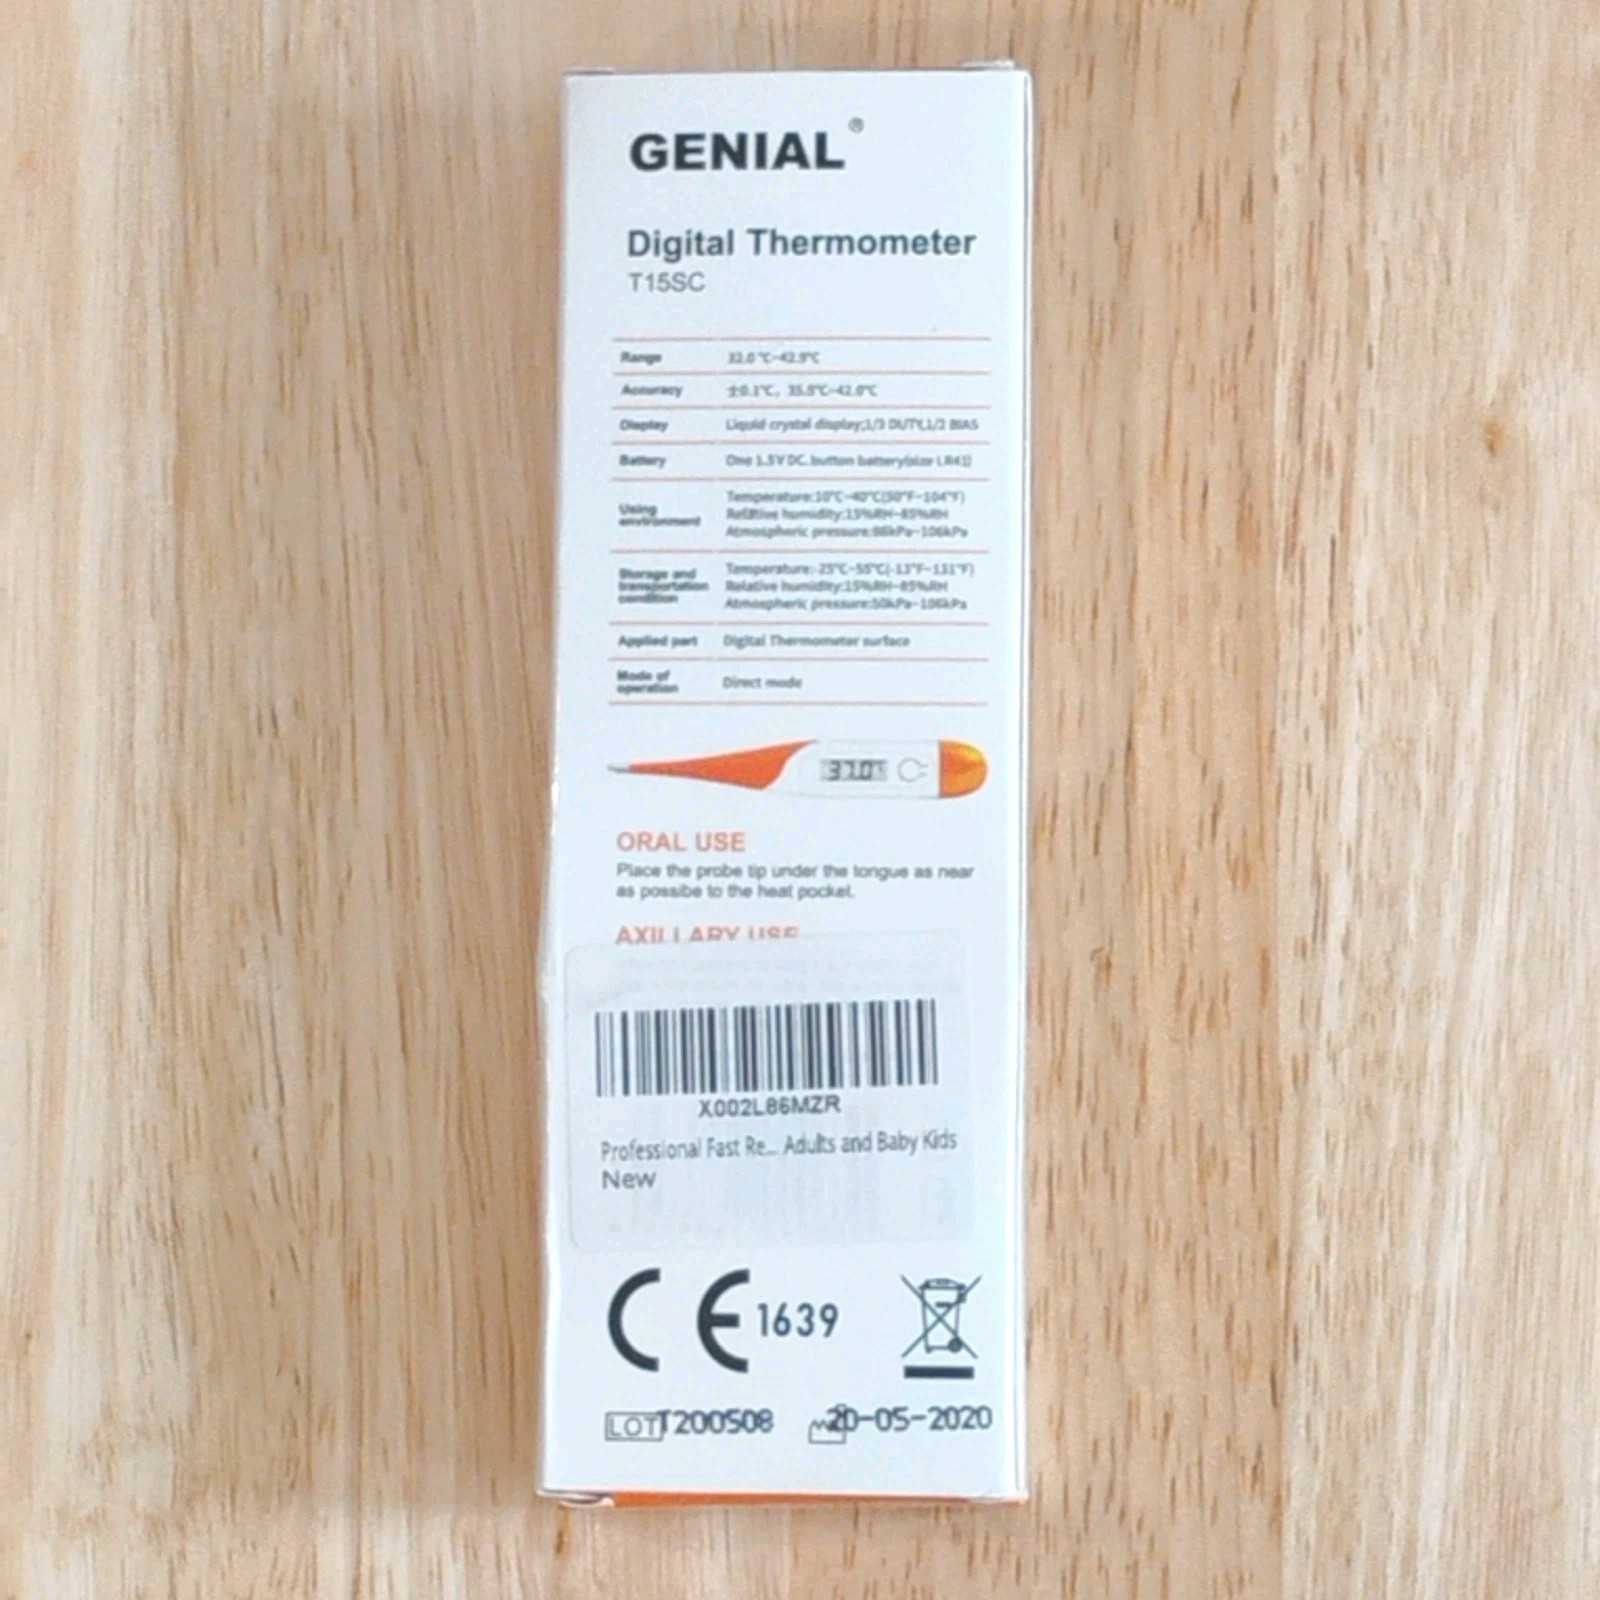 GENIAL®
Digital Thermometer
T15SC
Range 32.0°C~42.9°C
Accuracy ±0.1°C, 35.5°C~42.0°C
Display Liquid crystal display;1/3 DUTY,1/2 BIAS
Battery One 1.5V DC. button battery(size LR41)
Using environment
Temperature:10°C~40°C(50°F~104°F)
Relative humidity:15%RH~85%RH
Atmospheric pressure:86kPa~106kPa
Storage and transportation condition
Temperature:-25°C~55°C(-13°F~131°F)
Relative humidity:15%RH~85%RH
Atmospheric pressure:50kPa~106kPa
Applied part Digital Thermometer surface
Mode of operation Direct mode
37.0
ORAL USE
Place the probe tip under the tongue as near
as possibe to the heat pocket.
AXILLARY USE
X002L86MZR
Professional Fast Re... Adults and Baby Kids
New
CE 1639
LOT T200508 20-05-2020